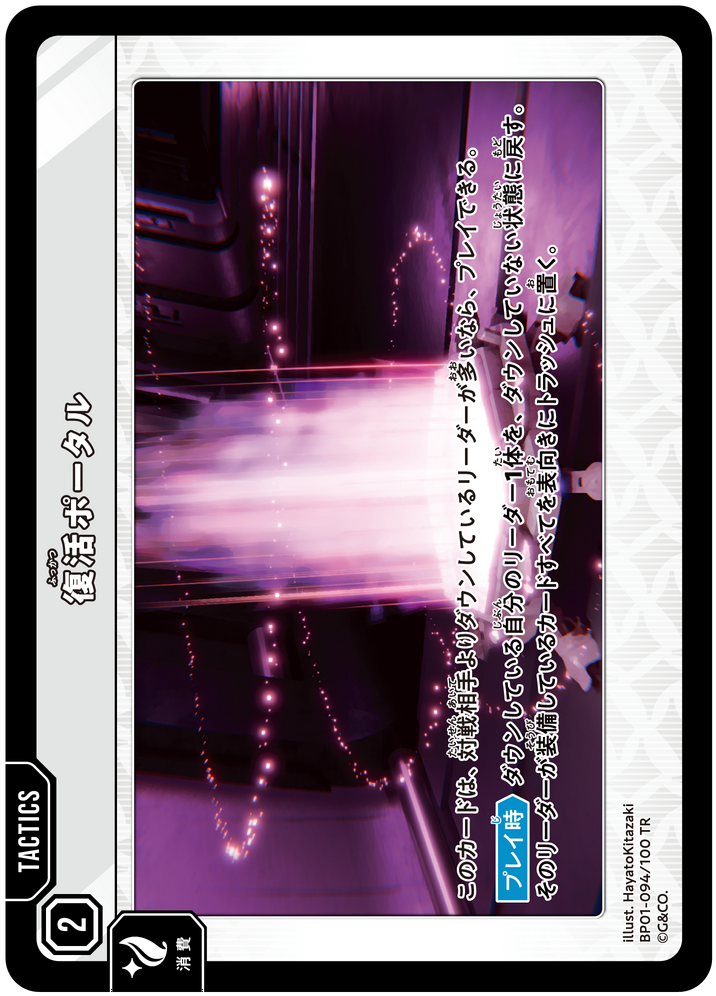 TACTICS
2
消費
復活ポータル
このカードは、対戦相手よりダウンしているリーダーが多いなら、プレイできる。
プレイ時 ダウンしている自分のリーダー1体を、ダウンしていない状態に戻す。
そのリーダーが装備しているカードすべてを表向きにトラッシュに置く。
illust. HayatoKitazaki
BP01-094/100 TR
©G&CO.